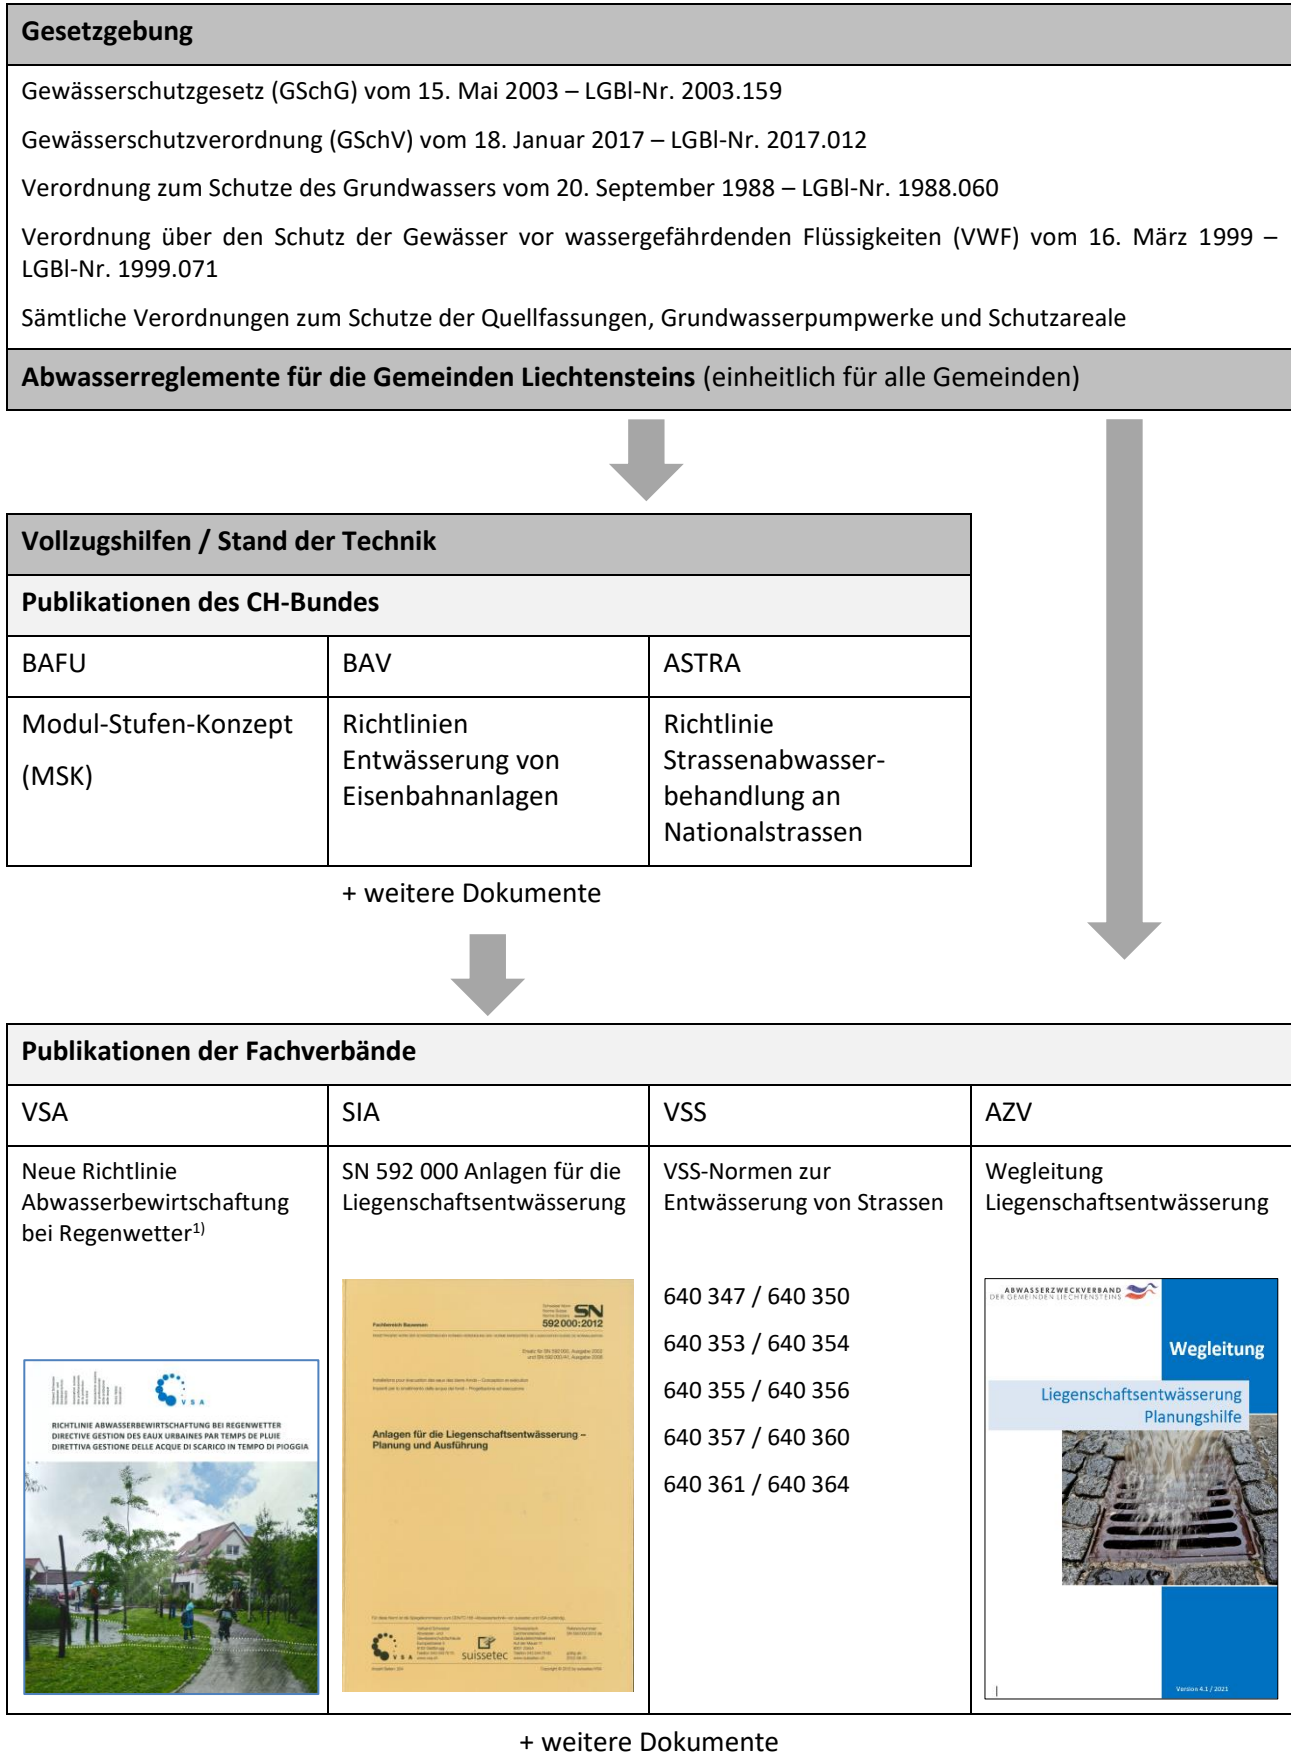 Gesetzgebung
Gewässerschutzgesetz (GSchG) vom 15. Mai 2003 – LGBl-Nr. 2003.159
Gewässerschutzverordnung (GSchV) vom 18. Januar 2017 – LGBl-Nr. 2017.012
Verordnung zum Schutze des Grundwassers vom 20. September 1988 – LGBl-Nr. 1988.060
Verordnung über den Schutz der Gewässer vor wassergefährdenden Flüssigkeiten (VWF) vom 16. März 1999 –
LGBl-Nr. 1999.071
Sämtliche Verordnungen zum Schutze der Quellfassungen, Grundwasserpumpwerke und Schutzareale
Abwasserreglemente für die Gemeinden Liechtensteins (einheitlich für alle Gemeinden)
Vollzugshilfen / Stand der Technik
Publikationen des CH-Bundes
BAFU
Modul-Stufen-Konzept
(MSK)
BAV
Richtlinien
Entwässerung von
Eisenbahnanlagen
ASTRA
Richtlinie
Strassenabwasser-
behandlung an
Nationalstrassen
+ weitere Dokumente
Publikationen der Fachverbände
VSA
Neue Richtlinie
Abwasserbewirtschaftung
bei Regenwetter1)
VSA
RICHTLINIE ABWASSERBEWIRTSCHAFTUNG BEI REGENWETTER
DIRECTIVE GESTION DES EAUX URBAINES PAR TEMPS DE PLUIE
DIRETTIVA GESTIONE DELLE ACQUE DI SCARICO IN TEMPO DI PIOGGIA
SIA
SN 592 000 Anlagen für die
Liegenschaftsentwässerung
SN
592000:2012
Fachbereich Bauwesen
Anlagen für die Liegenschaftsentwässerung –
Planung und Ausführung
VSA
suissetec
VSS
VSS-Normen zur
Entwässerung von Strassen
640 347 / 640 350
640 353 / 640 354
640 355 / 640 356
640 357 / 640 360
640 361 / 640 364
AZV
Wegleitung
Liegenschaftsentwässerung
ABWASSERZWECKVERBAND
DER GEMEINDEN LIECHTENSTEINS
Wegleitung
Liegenschaftsentwässerung
Planungshilfe
Version 4.1 / 2021
+ weitere Dokumente